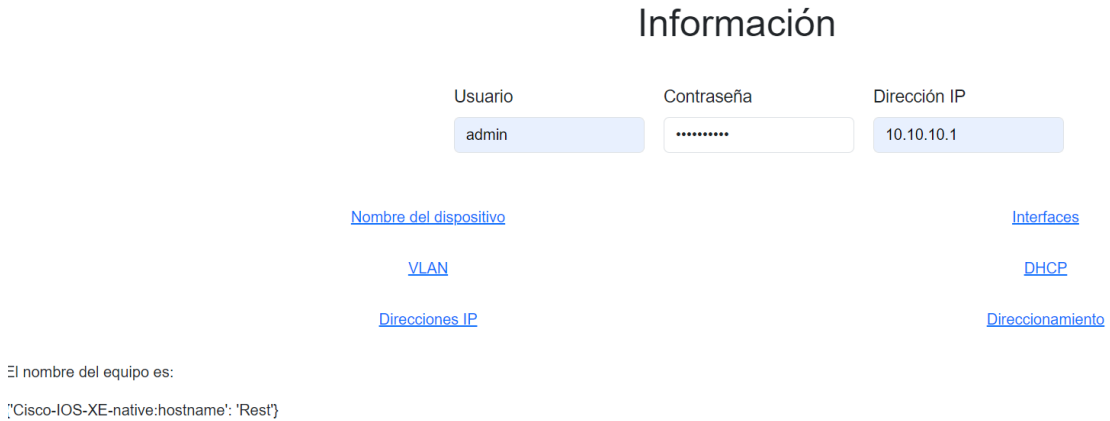 Información
Usuario Contraseña Dirección IP
admin •••••••••• 10.10.10.1
Nombre del dispositivo Interfaces
VLAN DHCP
Direcciones IP Direccionamiento
El nombre del equipo es:
{'Cisco-IOS-XE-native:hostname': 'Rest'}